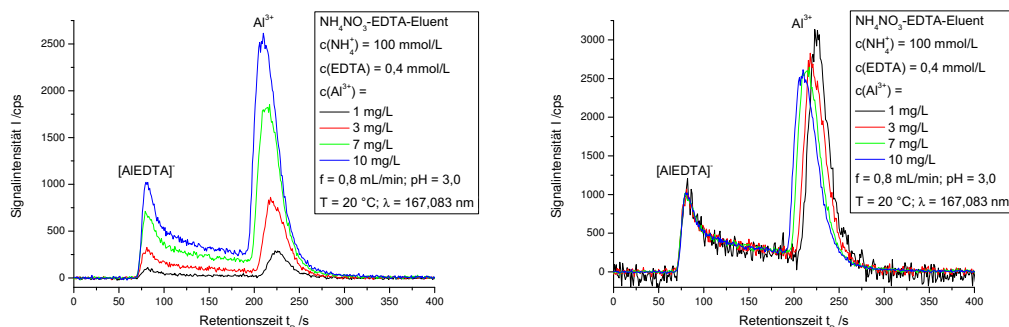 Al³⁺
NH₄NO₃-EDTA-Eluent
c(NH₄⁺) = 100 mmol/L
c(EDTA) = 0,4 mmol/L
c(Al³⁺) =
1 mg/L
3 mg/L
7 mg/L
10 mg/L
f = 0,8 mL/min; pH = 3,0
T = 20 °C; λ = 167,083 nm
[AlEDTA]⁻
Signalintensität I /cps
2500
2000
1500
1000
500
0
0 50 100 150 200 250 300 350 400
Retentionszeit /s
Al³⁺
NH₄NO₃-EDTA-Eluent
c(NH₄⁺) = 100 mmol/L
c(EDTA) = 0,4 mmol/L
c(Al³⁺) =
1 mg/L
3 mg/L
7 mg/L
10 mg/L
f = 0,8 mL/min; pH = 3,0
T = 20 °C; λ = 167,083 nm
[AlEDTA]⁻
Signalintensität I /cps
3000
2500
2000
1500
1000
500
0
0 50 100 150 200 250 300 350 400
Retentionszeit /s